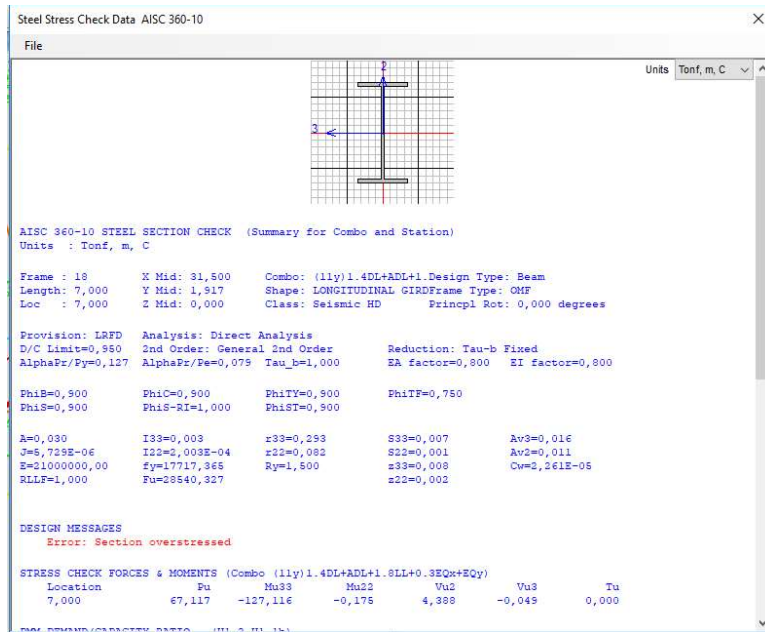 Steel Stress Check Data AISC 360-10
File
Units Tonf, m, C
2
3
AISC 360-10 STEEL SECTION CHECK (Summary for Combo and Station)
Units : Tonf, m, C
Frame : 18 X Mid: 31,500 Combo: (11y)1.4DL+ADL+1.Design Type: Beam
Length: 7,000 Y Mid: 1,917 Shape: LONGITUDINAL GIRDFrame Type: OMF
Loc : 7,000 Z Mid: 0,000 Class: Seismic HD Princpl Rot: 0,000 degrees
Provision: LRFD Analysis: Direct Analysis
D/C Limit=0,950 2nd Order: General 2nd Order Reduction: Tau-b Fixed
AlphaPr/Py=0,127 AlphaPr/Pe=0,079 Tau_b=1,000 EA factor=0,800 EI factor=0,800
PhiB=0,900 PhiC=0,900 PhiTY=0,900 PhiTF=0,750
PhiS=0,900 PhiS-RI=1,000 PhiST=0,900
A=0,030 I33=0,003 r33=0,293 S33=0,007 Av3=0,016
J=5,729E-06 I22=2,003E-04 r22=0,082 S22=0,001 Av2=0,011
E=21000000,00 fy=17717,365 Ry=1,500 z33=0,008 Cw=2,261E-05
RLLF=1,000 Fu=28540,327 z22=0,002
DESIGN MESSAGES
Error: Section overstressed
STRESS CHECK FORCES & MOMENTS (Combo (11y)1.4DL+ADL+1.8LL+0.3EQx+EQy)
Location Pu Mu33 Mu22 Vu2 Vu3 Tu
7,000 67,117 -127,116 -0,175 4,388 -0,049 0,000
PMM DEMAND/CAPACITY RATIO (H1.2,H1-1b)